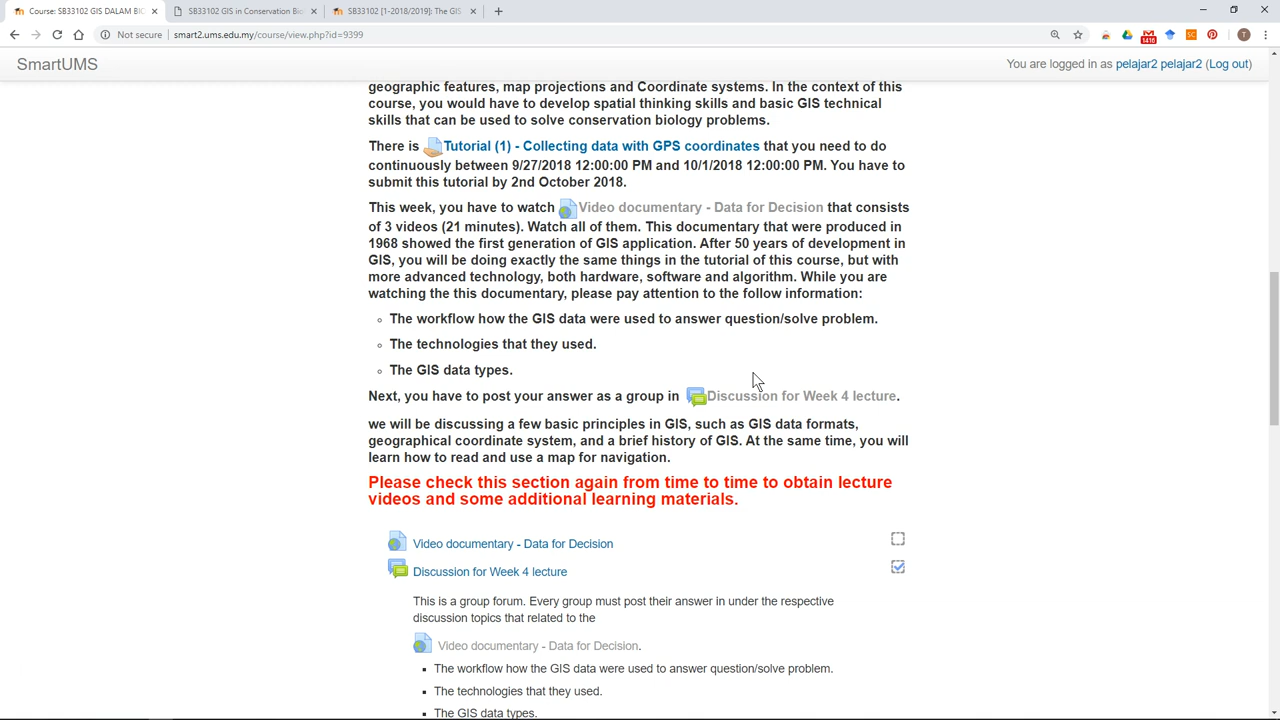 Course: SB33102 GIS DALAM BIO
SB33102 GIS in Conservation Bio
SB33102 [1-2018/2019]: The GIS
Not secure
smart2.ums.edu.my/course/view.php?id=9399
1416
SC
T
SmartUMS
You are logged in as pelajar2 pelajar2 (Log out)
geographic features, map projections and Coordinate systems. In the context of this
course, you would have to develop spatial thinking skills and basic GIS technical
skills that can be used to solve conservation biology problems.
There is Tutorial (1) - Collecting data with GPS coordinates that you need to do
continuously between 9/27/2018 12:00:00 PM and 10/1/2018 12:00:00 PM. You have to
submit this tutorial by 2nd October 2018.
This week, you have to watch Video documentary - Data for Decision that consists
of 3 videos (21 minutes). Watch all of them. This documentary that were produced in
1968 showed the first generation of GIS application. After 50 years of development in
GIS, you will be doing exactly the same things in the tutorial of this course, but with
more advanced technology, both hardware, software and algorithm. While you are
watching the this documentary, please pay attention to the follow information:
The workflow how the GIS data were used to answer question/solve problem.
The technologies that they used.
The GIS data types.
Next, you have to post your answer as a group in Discussion for Week 4 lecture.
we will be discussing a few basic principles in GIS, such as GIS data formats,
geographical coordinate system, and a brief history of GIS. At the same time, you will
learn how to read and use a map for navigation.
Please check this section again from time to time to obtain lecture
videos and some additional learning materials.
Video documentary - Data for Decision
Discussion for Week 4 lecture
This is a group forum. Every group must post their answer in under the respective
discussion topics that related to the
Video documentary - Data for Decision.
The workflow how the GIS data were used to answer question/solve problem.
The technologies that they used.
The GIS data types.